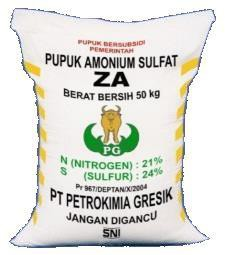 PUPUK BERSUBSIDI
PEMERINTAH
PUPUK AMONIUM SULFAT
ZA
BERAT BERSIH 50 kg
PG
N (NITROGEN) : 21%
S (SULFUR) : 24%
Pr 967/DEPTAN/X/2004
PT PETROKIMIA GRESIK
JANGAN DIGANCU
SNI